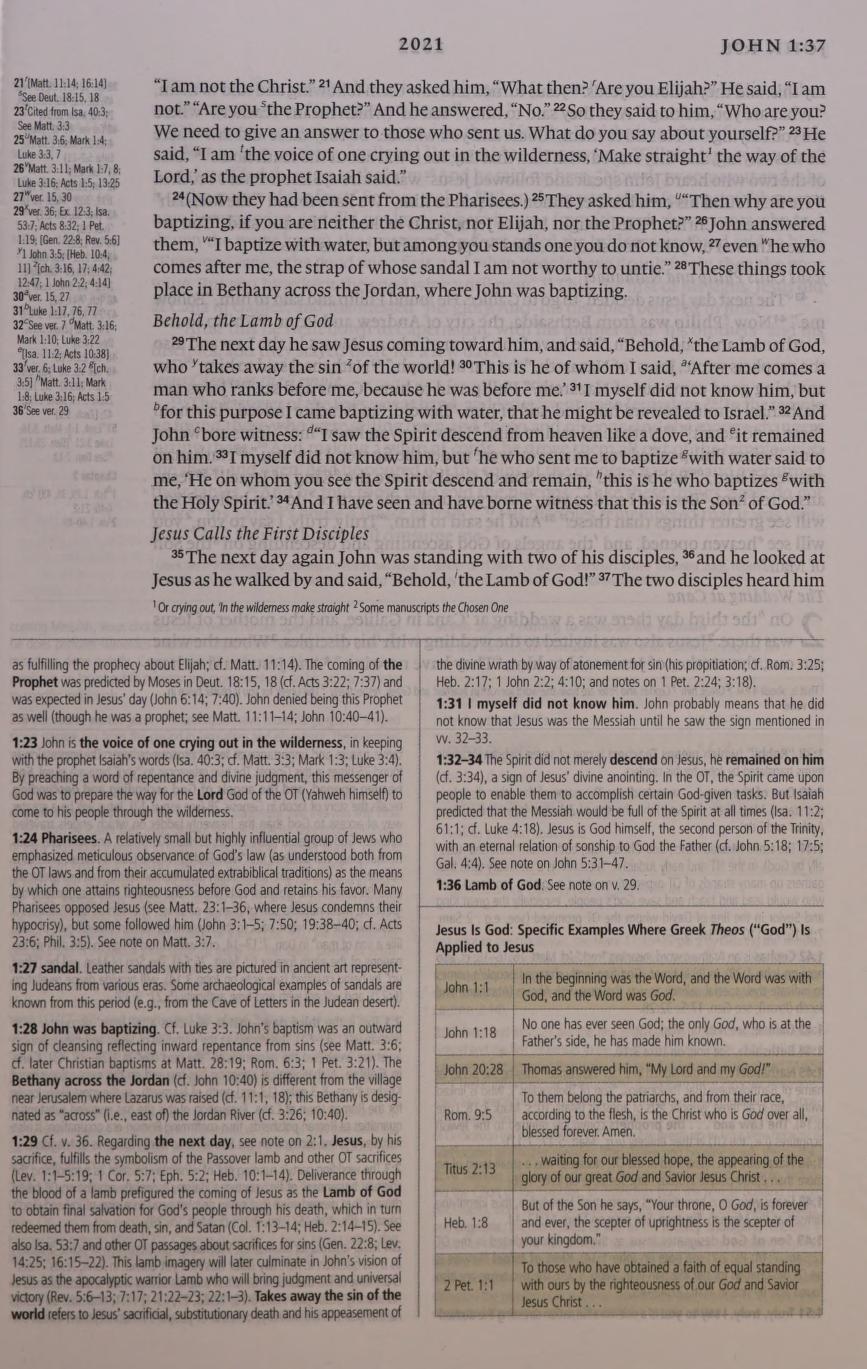 2021
JOHN 1:37
21 ʳ[Matt. 11:14; 16:14]
ˢSee Deut. 18:15, 18
23 ᵗCited from Isa. 40:3;
See Matt. 3:3
25 ᵘMatt. 3:6; Mark 1:4;
Luke 3:3, 7
26 ᵛMatt. 3:11; Mark 1:7, 8;
Luke 3:16; Acts 1:5; 13:25
27 ʷver. 15, 30
29 ˣver. 36; Ex. 12:3; Isa.
53:7; Acts 8:32; 1 Pet.
1:19; [Gen. 22:8; Rev. 5:6]
ʸ1 John 3:5; [Heb. 10:4,
11] ᶻ[ch. 3:16, 17; 4:42;
12:47; 1 John 2:2; 4:14]
30 ᵃver. 15, 27
31 ᵇLuke 1:17, 76, 77
32 ᶜSee ver. 7 ᵈMatt. 3:16;
Mark 1:10; Luke 3:22
ᵉ[Isa. 11:2; Acts 10:38]
33 ᶠver. 6; Luke 3:2 ᵍ[ch.
3:5] ʰMatt. 3:11; Mark
1:8; Luke 3:16; Acts 1:5
36 ⁱSee ver. 29
“I am not the Christ.” 21 And they asked him, “What then? ʳAre you Elijah?” He said, “I am
not.” “Are you ˢthe Prophet?” And he answered, “No.” 22 So they said to him, “Who are you?
We need to give an answer to those who sent us. What do you say about yourself?” 23 He
said, “I am ᵗthe voice of one crying out in the wilderness, ‘Make straight¹ the way of the
Lord,’ as the prophet Isaiah said.”
24 (Now they had been sent from the Pharisees.) 25 They asked him, ᵘ“Then why are you
baptizing, if you are neither the Christ, nor Elijah, nor the Prophet?” 26 John answered
them, ᵛ“I baptize with water, but among you stands one you do not know, 27 even ʷhe who
comes after me, the strap of whose sandal I am not worthy to untie.” 28 These things took
place in Bethany across the Jordan, where John was baptizing.
Behold, the Lamb of God
29 The next day he saw Jesus coming toward him, and said, “Behold, ˣthe Lamb of God,
who ʸtakes away the sin ᶻof the world! 30 This is he of whom I said, ᵃ‘After me comes a
man who ranks before me, because he was before me.’ 31 I myself did not know him, but
ᵇfor this purpose I came baptizing with water, that he might be revealed to Israel.” 32 And
John ᶜbore witness: ᵈ“I saw the Spirit descend from heaven like a dove, and ᵉit remained
on him. 33 I myself did not know him, but ᶠhe who sent me to baptize ᵍwith water said to
me, ‘He on whom you see the Spirit descend and remain, ʰthis is he who baptizes ᵍwith
the Holy Spirit.’ 34 And I have seen and have borne witness that this is the Son² of God.”
Jesus Calls the First Disciples
35 The next day again John was standing with two of his disciples, 36 and he looked at
Jesus as he walked by and said, “Behold, ⁱthe Lamb of God!” 37 The two disciples heard him
¹ Or crying out, ‘In the wilderness make straight ² Some manuscripts the Chosen One
as fulfilling the prophecy about Elijah; cf. Matt. 11:14). The coming of the
Prophet was predicted by Moses in Deut. 18:15, 18 (cf. Acts 3:22; 7:37) and
was expected in Jesus’ day (John 6:14; 7:40). John denied being this Prophet
as well (though he was a prophet; see Matt. 11:11–14; John 10:40–41).
1:23 John is the voice of one crying out in the wilderness, in keeping
with the prophet Isaiah’s words (Isa. 40:3; cf. Matt. 3:3; Mark 1:3; Luke 3:4).
By preaching a word of repentance and divine judgment, this messenger of
God was to prepare the way for the Lord God of the OT (Yahweh himself) to
come to his people through the wilderness.
1:24 Pharisees. A relatively small but highly influential group of Jews who
emphasized meticulous observance of God’s law (as understood both from
the OT laws and from their accumulated extrabiblical traditions) as the means
by which one attains righteousness before God and retains his favor. Many
Pharisees opposed Jesus (see Matt. 23:1–36, where Jesus condemns their
hypocrisy), but some followed him (John 3:1–5; 7:50; 19:38–40; cf. Acts
23:6; Phil. 3:5). See note on Matt. 3:7.
1:27 sandal. Leather sandals with ties are pictured in ancient art represent-
ing Judeans from various eras. Some archaeological examples of sandals are
known from this period (e.g., from the Cave of Letters in the Judean desert).
1:28 John was baptizing. Cf. Luke 3:3. John’s baptism was an outward
sign of cleansing reflecting inward repentance from sins (see Matt. 3:6;
cf. later Christian baptisms at Matt. 28:19; Rom. 6:3; 1 Pet. 3:21). The
Bethany across the Jordan (cf. John 10:40) is different from the village
near Jerusalem where Lazarus was raised (cf. 11:1, 18); this Bethany is desig-
nated as “across” (i.e., east of) the Jordan River (cf. 3:26; 10:40).
1:29 Cf. v. 36. Regarding the next day, see note on 2:1. Jesus, by his
sacrifice, fulfills the symbolism of the Passover lamb and other OT sacrifices
(Lev. 1:1–5:19; 1 Cor. 5:7; Eph. 5:2; Heb. 10:1–14). Deliverance through
the blood of a lamb prefigured the coming of Jesus as the Lamb of God
to obtain final salvation for God’s people through his death, which in turn
redeemed them from death, sin, and Satan (Col. 1:13–14; Heb. 2:14–15). See
also Isa. 53:7 and other OT passages about sacrifices for sins (Gen. 22:8; Lev.
14:25; 16:15–22). This lamb imagery will later culminate in John’s vision of
Jesus as the apocalyptic warrior Lamb who will bring judgment and universal
victory (Rev. 5:6–13; 7:17; 21:22–23; 22:1–3). Takes away the sin of the
world refers to Jesus’ sacrificial, substitutionary death and his appeasement of
the divine wrath by way of atonement for sin (his propitiation; cf. Rom. 3:25;
Heb. 2:17; 1 John 2:2; 4:10; and notes on 1 Pet. 2:24; 3:18).
1:31 I myself did not know him. John probably means that he did
not know that Jesus was the Messiah until he saw the sign mentioned in
vv. 32–33.
1:32–34 The Spirit did not merely descend on Jesus, he remained on him
(cf. 3:34), a sign of Jesus’ divine anointing. In the OT, the Spirit came upon
people to enable them to accomplish certain God-given tasks. But Isaiah
predicted that the Messiah would be full of the Spirit at all times (Isa. 11:2;
61:1; cf. Luke 4:18). Jesus is God himself, the second person of the Trinity,
with an eternal relation of sonship to God the Father (cf. John 5:18; 17:5;
Gal. 4:4). See note on John 5:31–47.
1:36 Lamb of God. See note on v. 29.
Jesus Is God: Specific Examples Where Greek Theos (“God”) Is
Applied to Jesus
John 1:1
In the beginning was the Word, and the Word was with
God, and the Word was God.
John 1:18
No one has ever seen God; the only God, who is at the
Father’s side, he has made him known.
John 20:28
Thomas answered him, “My Lord and my God!”
Rom. 9:5
To them belong the patriarchs, and from their race,
according to the flesh, is the Christ who is God over all,
blessed forever. Amen.
Titus 2:13
. . . waiting for our blessed hope, the appearing of the
glory of our great God and Savior Jesus Christ . . .
Heb. 1:8
But of the Son he says, “Your throne, O God, is forever
and ever, the scepter of uprightness is the scepter of
your kingdom.”
2 Pet. 1:1
To those who have obtained a faith of equal standing
with ours by the righteousness of our God and Savior
Jesus Christ . . .